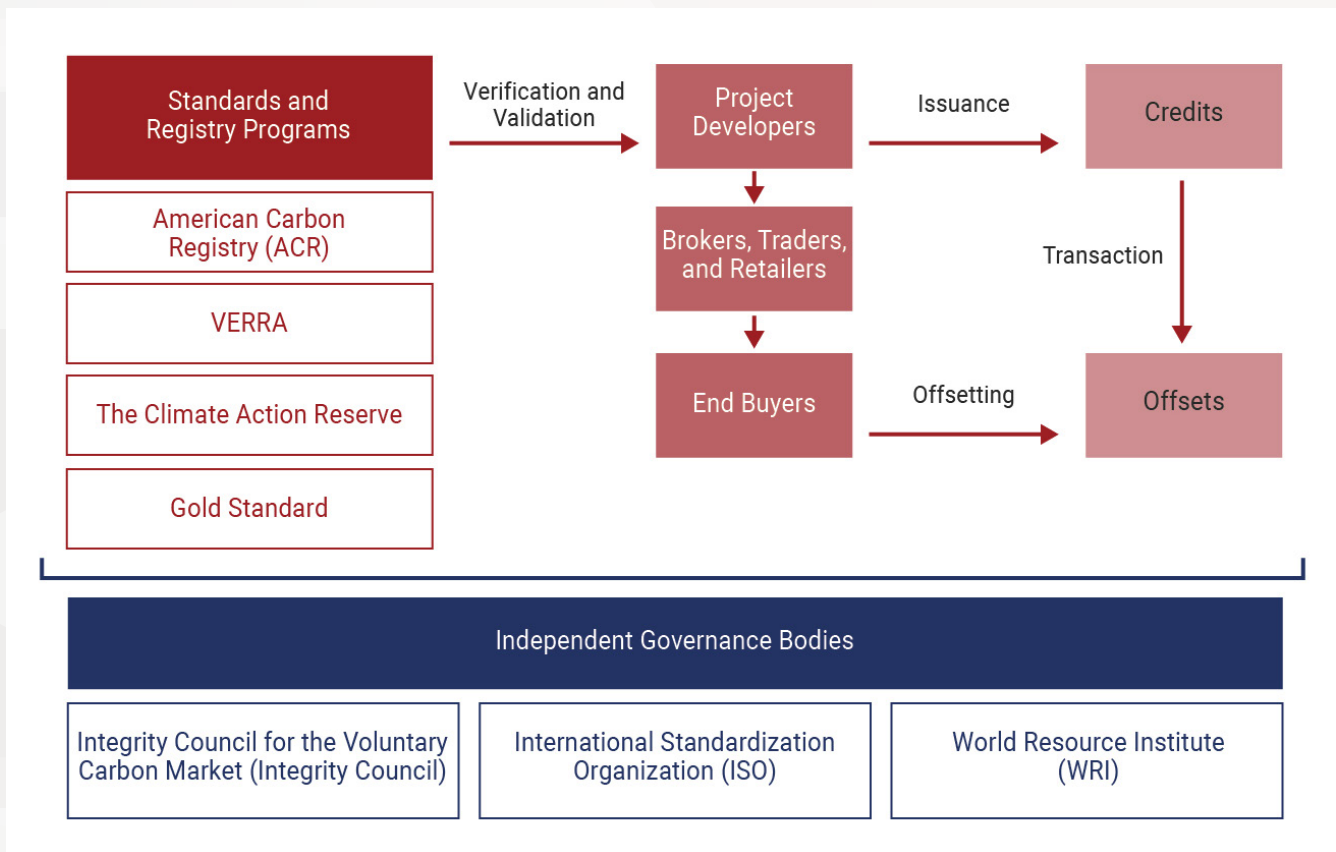 Standards and
Registry Programs
American Carbon
Registry (ACR)
VERRA
The Climate Action Reserve
Gold Standard
Verification and
Validation
Project
Developers
Brokers, Traders,
and Retailers
End Buyers
Issuance
Credits
Transaction
Offsetting
Offsets
Independent Governance Bodies
Integrity Council for the Voluntary
Carbon Market (Integrity Council)
International Standardization
Organization (ISO)
World Resource Institute
(WRI)